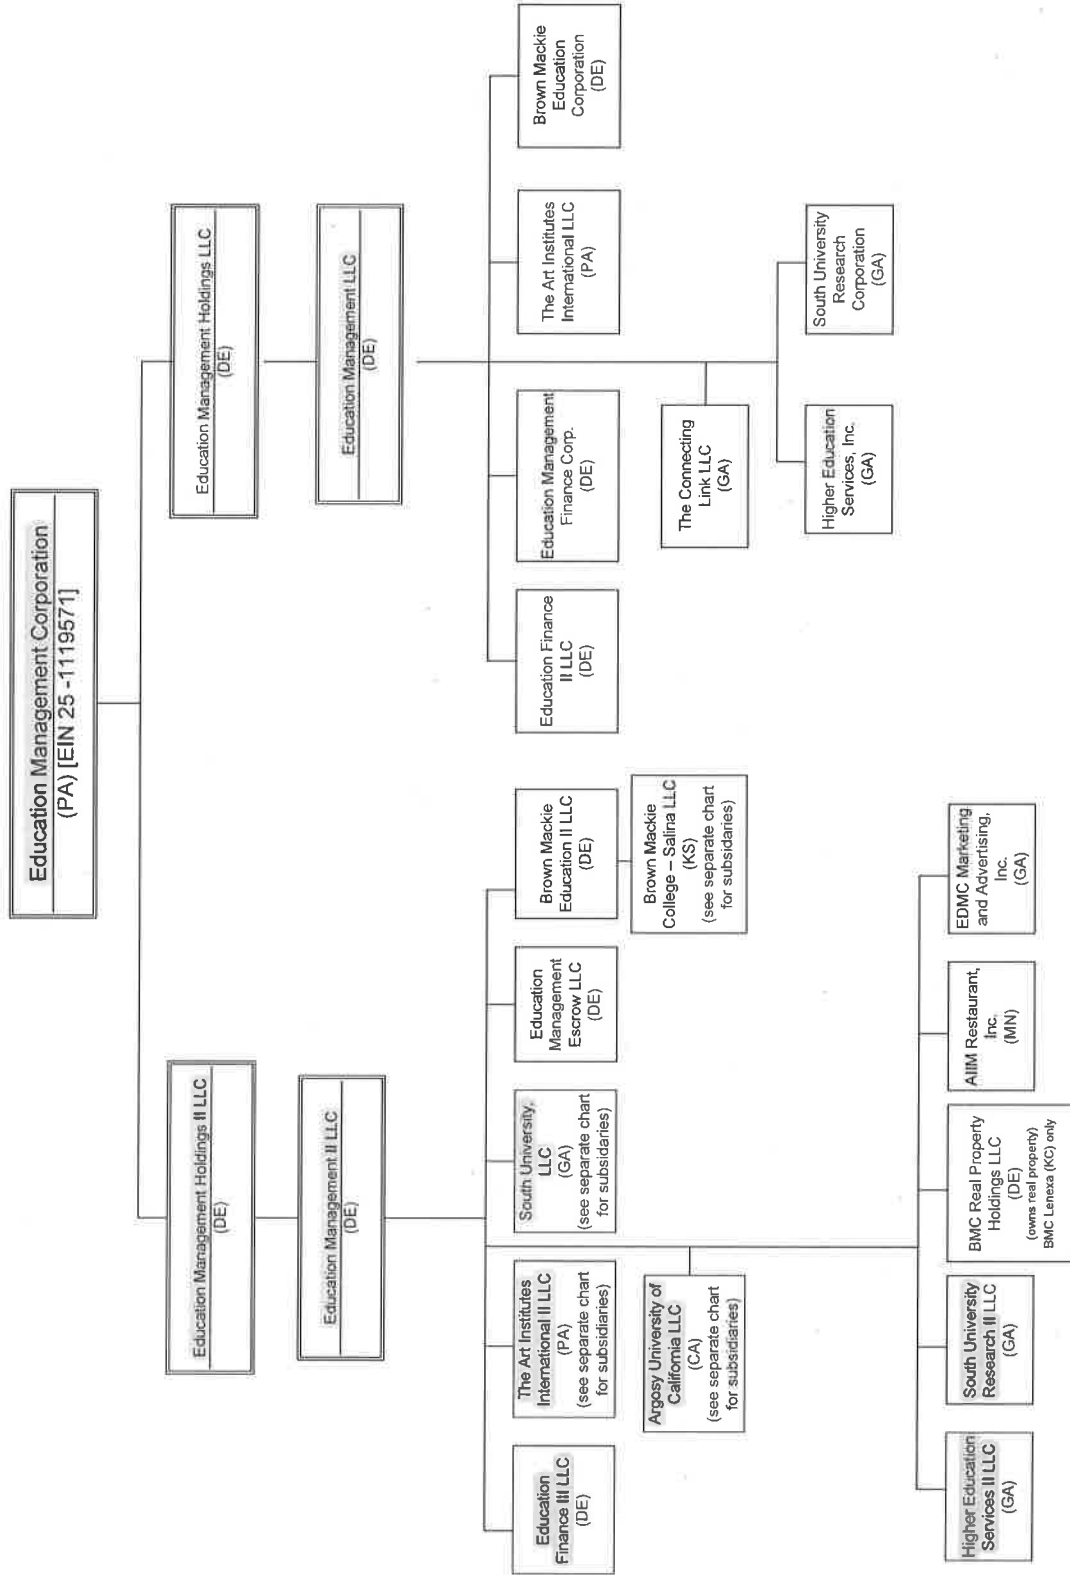 Education Management Corporation
(PA) [EIN 25 -1119571]
Education Management Holdings II LLC
(DE)
Education Management Holdings LLC
(DE)
Education Management II LLC
(DE)
Education Management LLC
(DE)
Education
Finance III LLC
(DE)
The Art Institutes
International II LLC
(PA)
(see separate chart
for subsidiaries)
South University,
LLC
(GA)
(see separate chart
for subsidaries)
Education
Management
Escrow LLC
(DE)
Brown Mackie
Education II LLC
(DE)
Education Finance
II LLC
(DE)
Education Management
Finance Corp.
(DE)
The Art Institutes
International LLC
(PA)
Brown Mackie
Education
Corporation
(DE)
Argosy University of
California LLC
(CA)
(see separate chart
for subsidiaries)
Brown Mackie
College – Salina LLC
(KS)
(see separate chart
for subsidaries)
The Connecting
Link LLC
(GA)
Higher Education
Services, Inc.
(GA)
South University
Research
Corporation
(GA)
Higher Education
Services II LLC
(GA)
South University
Research II LLC
(GA)
BMC Real Property
Holdings LLC
(DE)
(owns real property)
BMC Lenexa (KC) only
AIIM Restaurant,
Inc.
(MN)
EDMC Marketing
and Advertising,
Inc.
(GA)